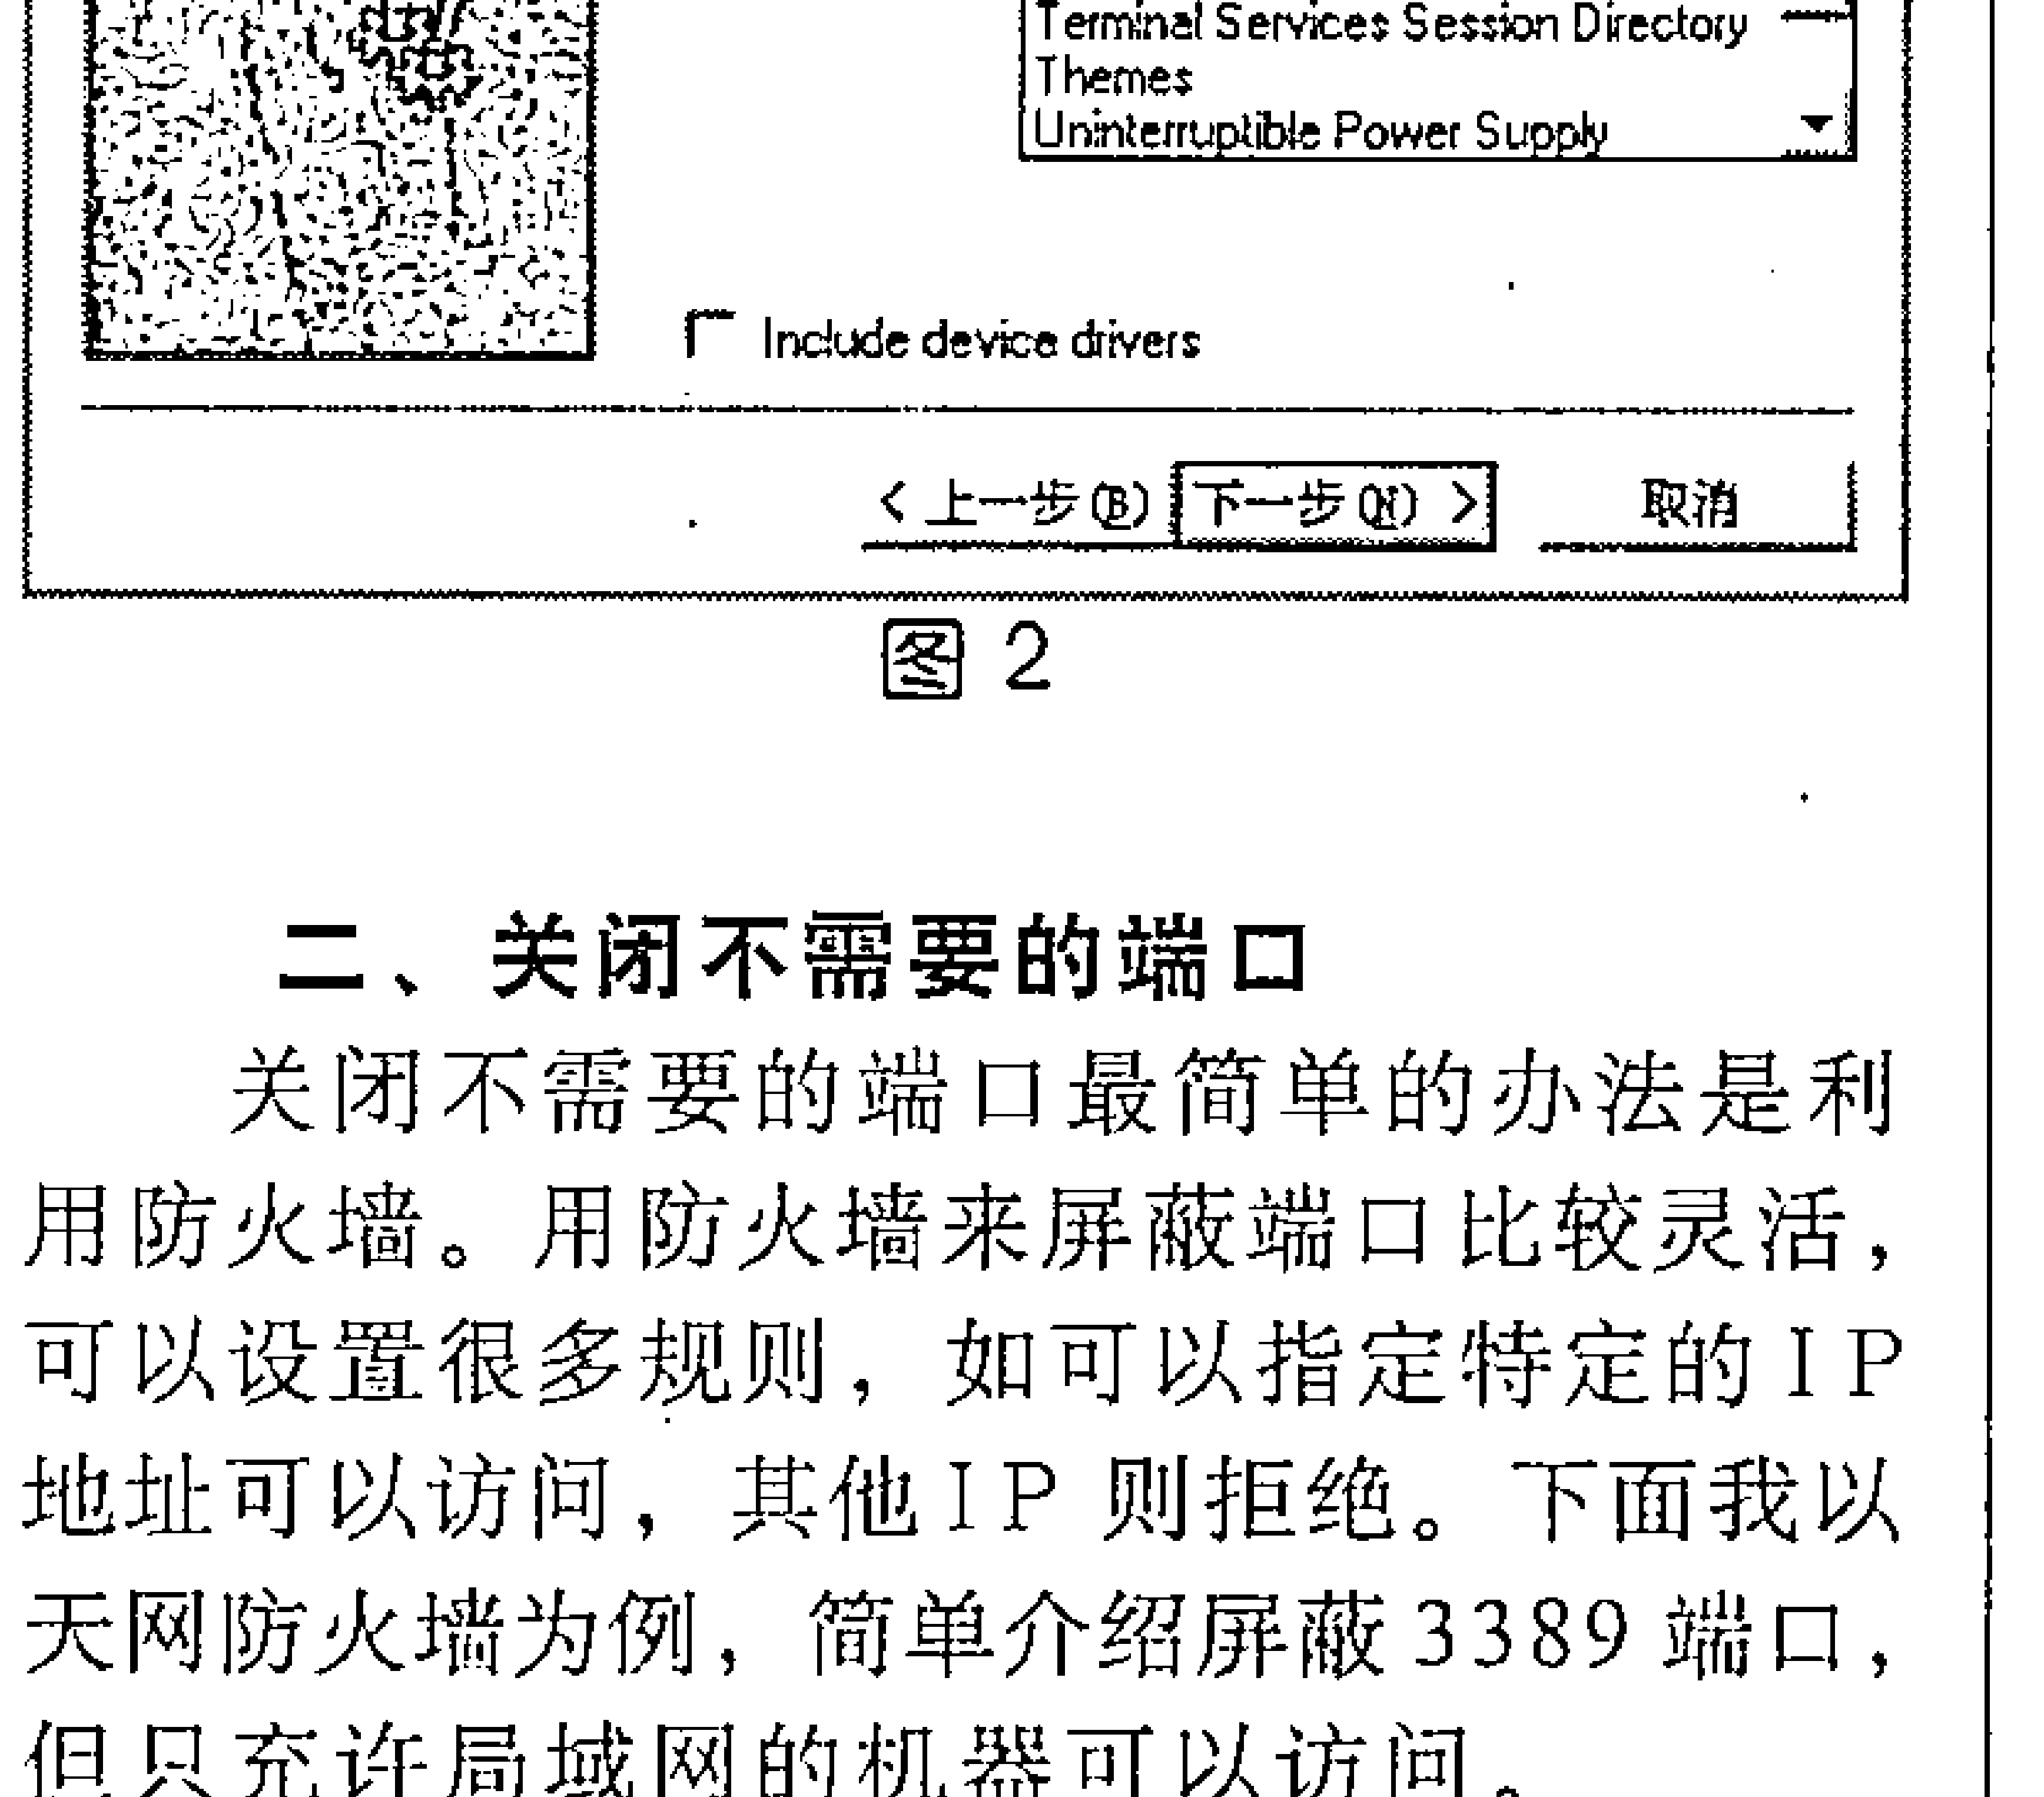 Terminal Services Session Directory
Themes
Uninterruptible Power Supply
Include device drivers
< 上一步(B) 下一步(N) > 取消
图 2
二、关闭不需要的端口
关闭不需要的端口最简单的办法是利
用防火墙。用防火墙来屏蔽端口比较灵活，
可以设置很多规则，如可以指定特定的IP
地址可以访问，其他IP 则拒绝。下面我以
天网防火墙为例，简单介绍屏蔽 3389 端口，
但只充许局域网的机器可以访问。